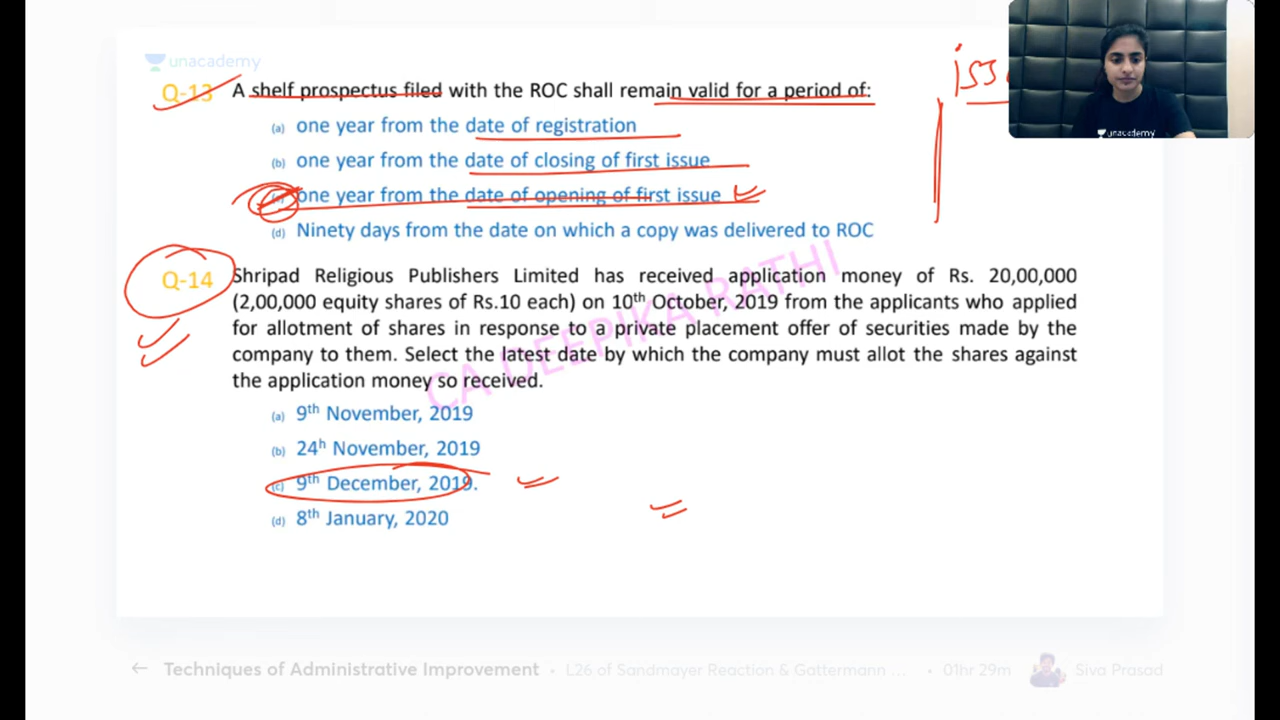 unacademy
Q-13 A shelf prospectus filed with the ROC shall remain valid for a period of:
(a) one year from the date of registration
(b) one year from the date of closing of first issue
one year from the date of opening of first issue
(d) Ninety days from the date on which a copy was delivered to ROC
Q-14 Shripad Religious Publishers Limited has received application money of Rs. 20,00,000
(2,00,000 equity shares of Rs.10 each) on 10th October, 2019 from the applicants who applied
for allotment of shares in response to a private placement offer of securities made by the
company to them. Select the latest date by which the company must allot the shares against
the application money so received.
(a) 9th November, 2019
(b) 24h November, 2019
(c) 9th December, 2019.
(d) 8th January, 2020
CA DEEPIKA RATHI
unacademy
← Techniques of Administrative Improvement • L26 of Sandmayer Reaction & Gattermann ... • 01hr 29m Siva Prasad